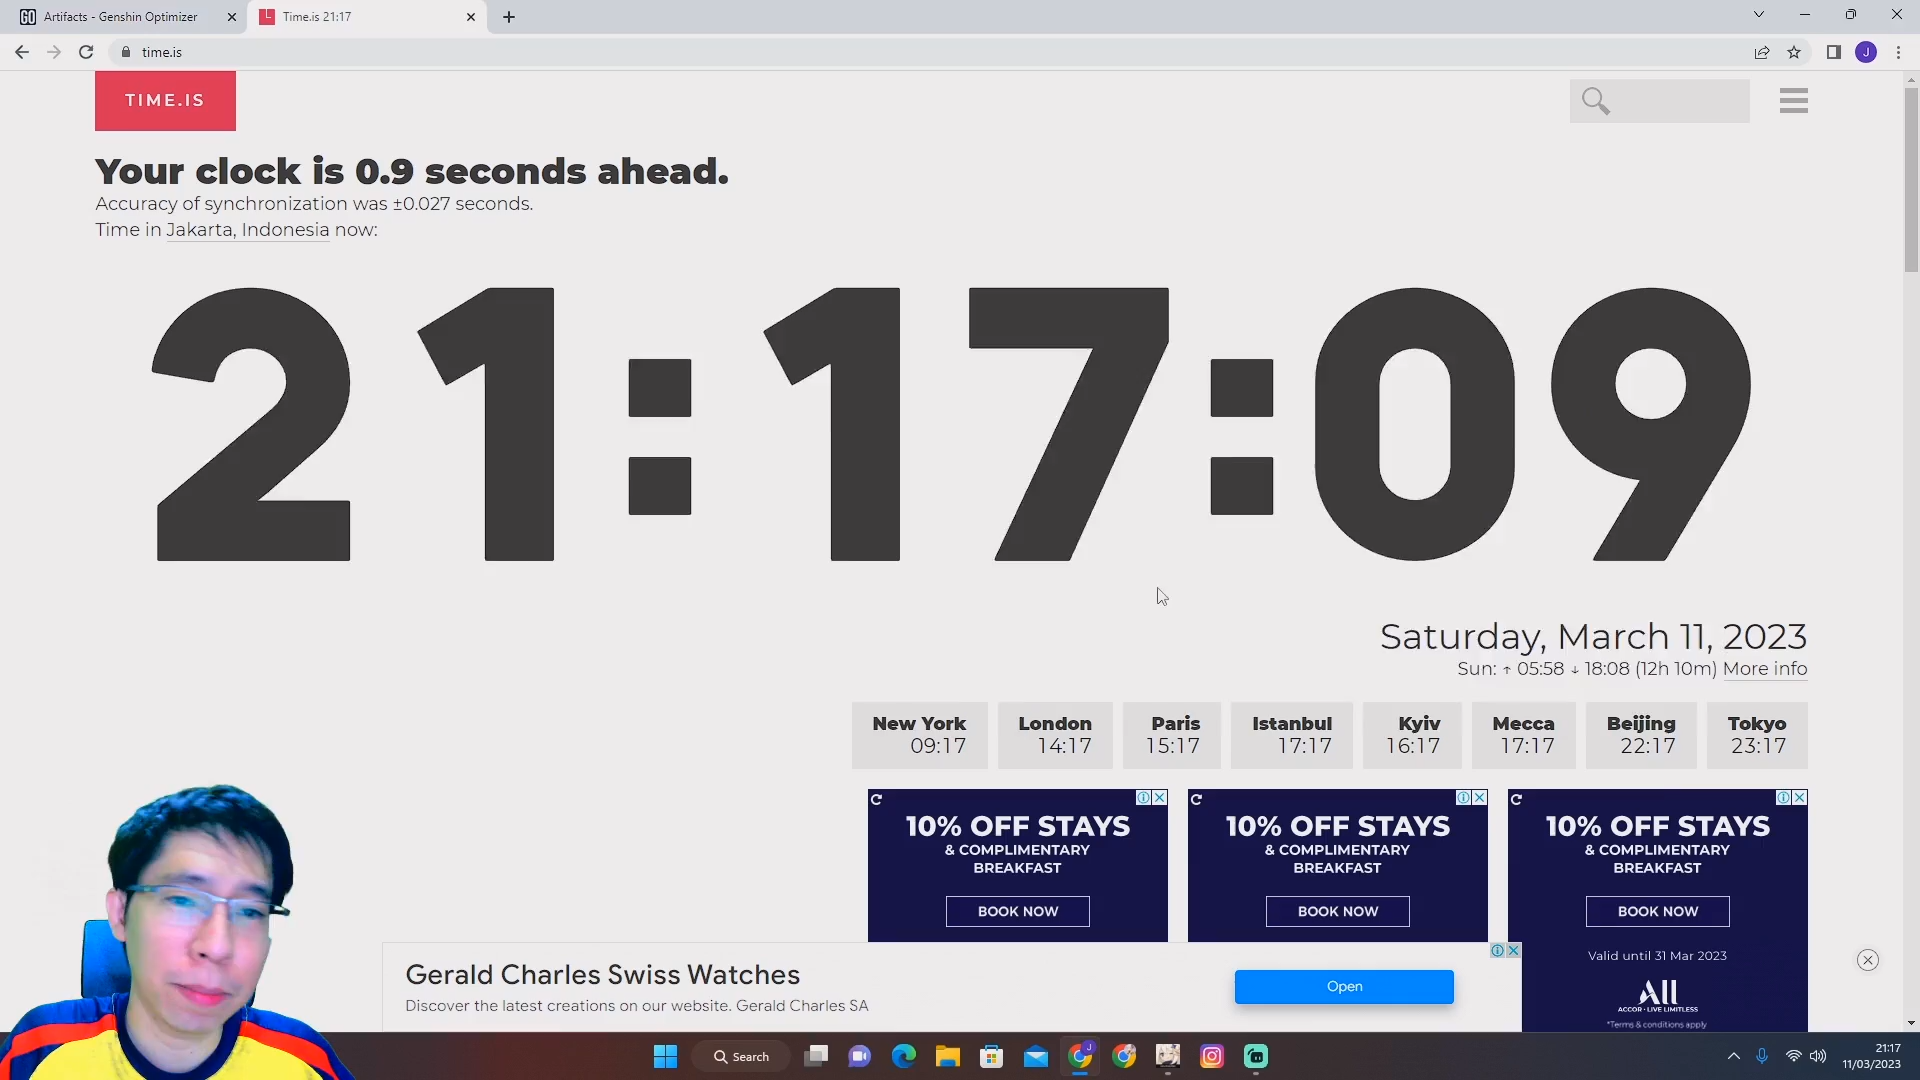 Artifacts - Genshin Optimizer
Time.is 21:17
time.is
J
TIME.IS
Your clock is 0.9 seconds ahead.
Accuracy of synchronization was ±0.027 seconds.
Time in Jakarta, Indonesia now:
21:17:09
Saturday, March 11, 2023
Sun: ↑ 05:58 ↓ 18:08 (12h 10m) More info
New York London Paris Istanbul Kyiv Mecca Beijing Tokyo
09:17 14:17 15:17 17:17 16:17 17:17 22:17 23:17
10% OFF STAYS
& COMPLIMENTARY
BREAKFAST
BOOK NOW
10% OFF STAYS
& COMPLIMENTARY
BREAKFAST
BOOK NOW
10% OFF STAYS
& COMPLIMENTARY
BREAKFAST
BOOK NOW
Valid until 31 Mar 2023
ALL
ACCOR · LIVE LIMITLESS
*Terms & conditions apply
Gerald Charles Swiss Watches
Discover the latest creations on our website. Gerald Charles SA
Open
Search
21:17
11/03/2023